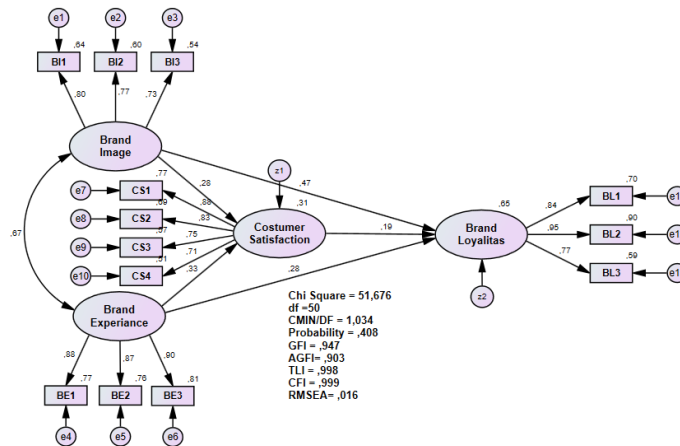 e1 e2 e3
,64 ,60 ,54
BI1 BI2 BI3
,80 ,77 ,73
Brand
Image
,77
e7 CS1
,69
e8 CS2
,57
e9 CS3
,51
e10 CS4
,88
,83
,75
,71
,28
,33
,67
z1
,31
Costumer
Satisfaction
,47
,19
,28
,65
Brand
Loyalitas
z2
,84
,95
,77
,70
BL1 e1
,90
BL2 e1
,59
BL3 e1
Brand
Experiance
,88 ,87 ,90
,77 ,76 ,81
BE1 BE2 BE3
e4 e5 e6
Chi Square = 51,676
df =50
CMIN/DF = 1,034
Probability = ,408
GFI = ,947
AGFI= ,903
TLI = ,998
CFI = ,999
RMSEA= ,016